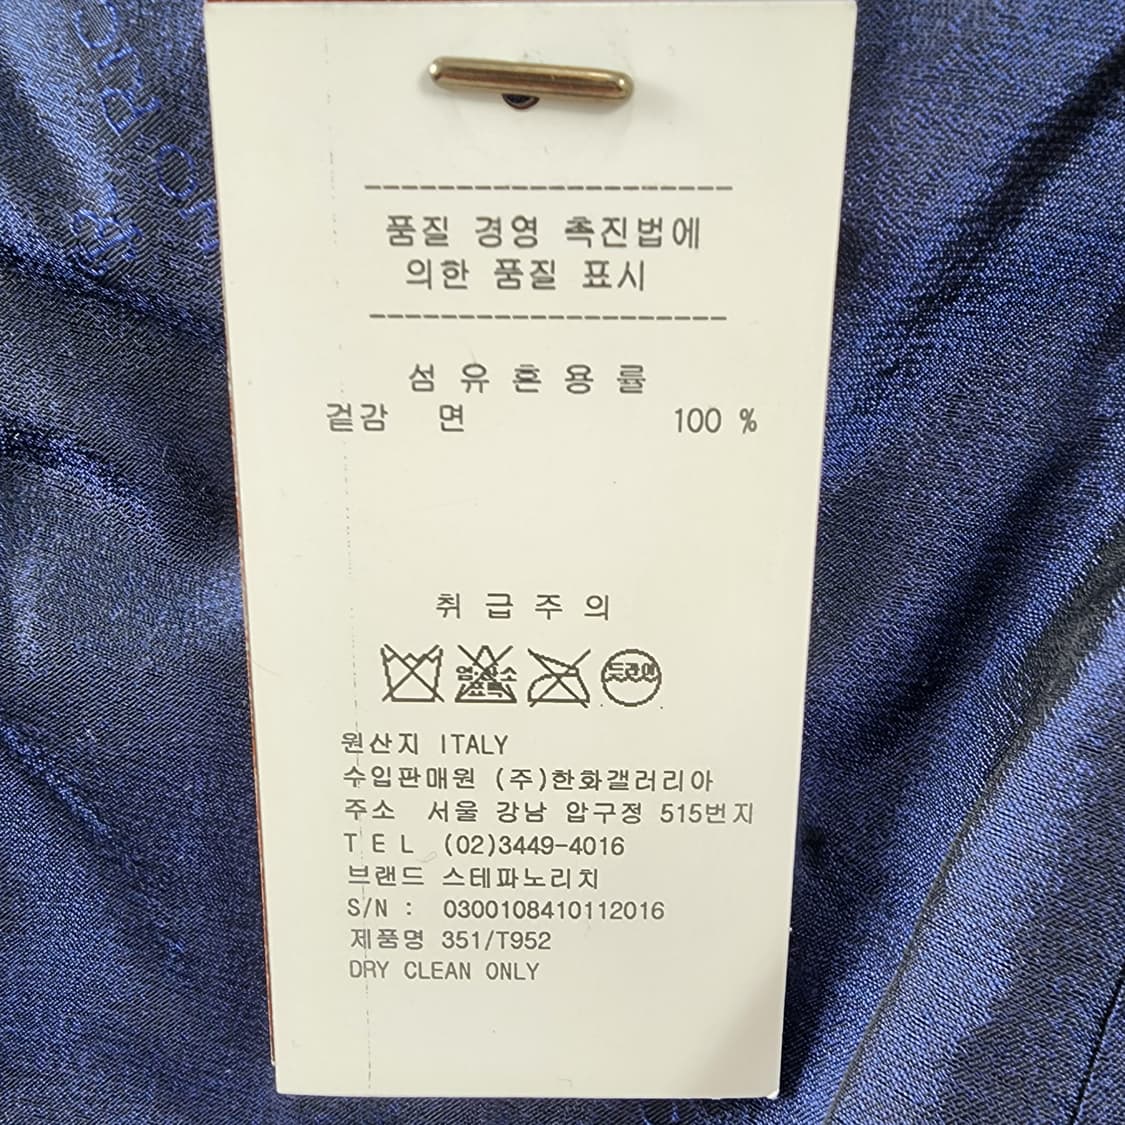 품질 경영 촉진법에
의한 품질 표시
섬유혼용률
겉감 면 100 %
취급주의
드라이
원산지 ITALY
수입판매원 (주)한화갤러리아
주소 서울 강남 압구정 515번지
TEL (02)3449-4016
브랜드 스테파노리치
S/N : 0300108410112016
제품명 351/T952
DRY CLEAN ONLY